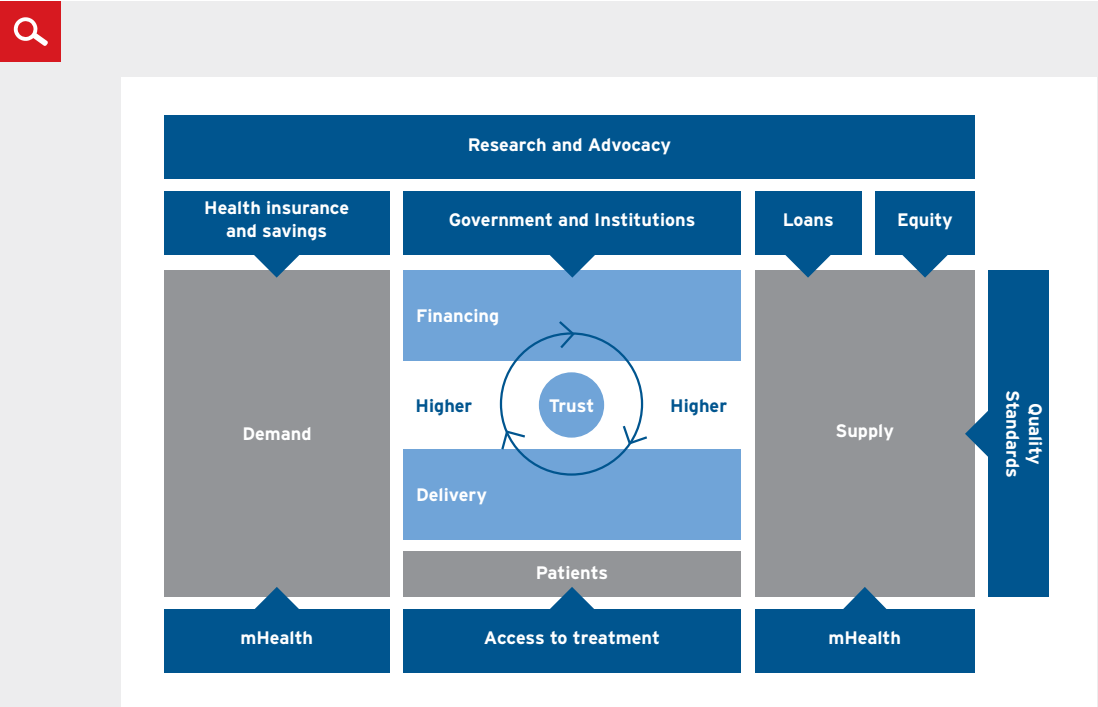 Research and Advocacy
Health insurance
and savings
Government and Institutions
Loans
Equity
Financing
Higher
Trust
Higher
Demand
Supply
Quality
Standards
Delivery
Patients
mHealth
Access to treatment
mHealth